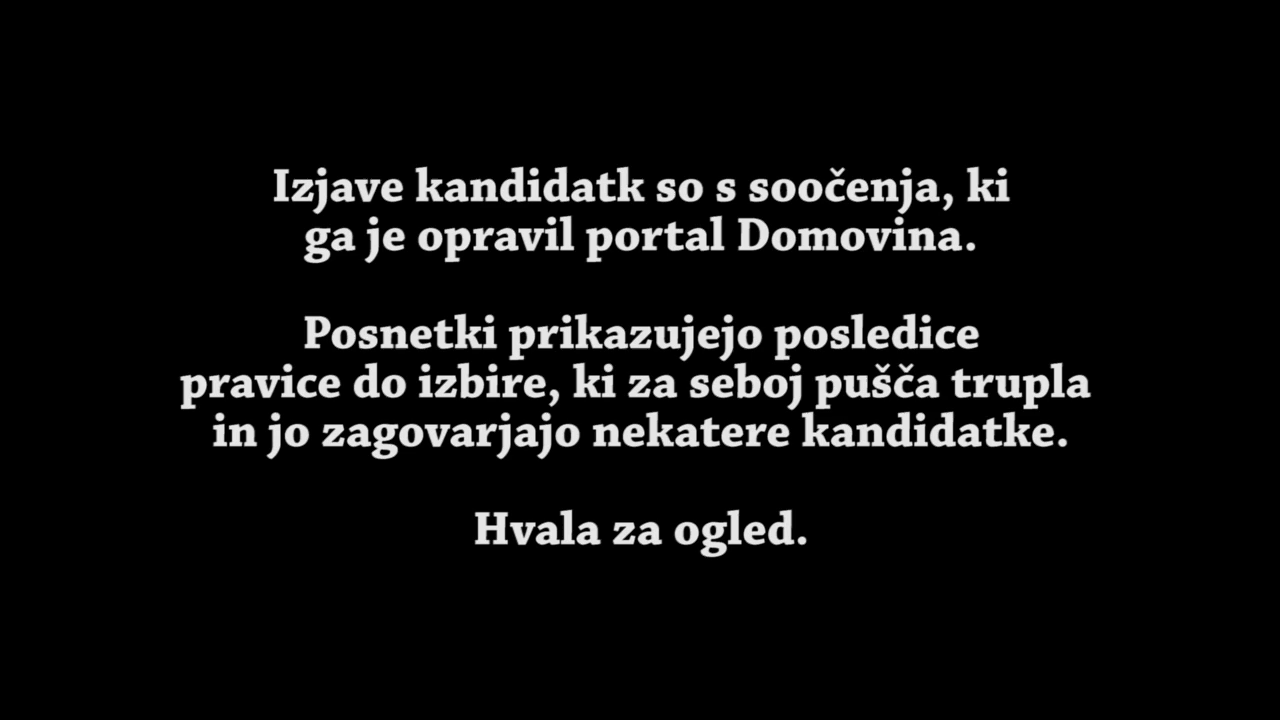 Izjave kandidatk so s soočenja, ki
ga je opravil portal Domovina.
Posnetki prikazujejo posledice
pravice do izbire, ki za seboj pušča trupla
in jo zagovarjajo nekatere kandidatke.
Hvala za ogled.